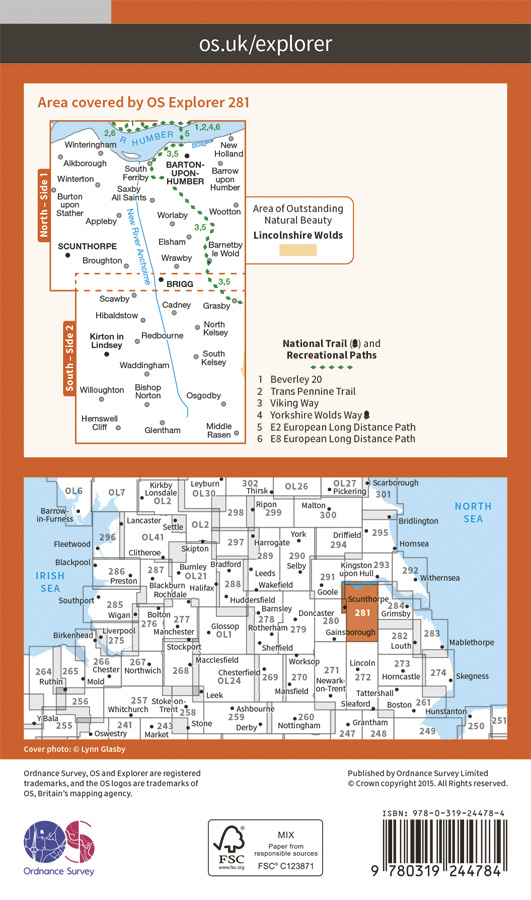 os.uk/explorer
Area covered by OS Explorer 281
North – Side 1
South – Side 2
2,6
1
5
1,2,4,6
R HUMBER
Winteringham
3,5
New
Holland
Alkborough
South
Ferriby
BARTON-
UPON-
HUMBER
Barrow
upon
Humber
Winterton
Saxby
All Saints
Burton
upon
Stather
Appleby
Worlaby
Wootton
New River Ancholme
3,5
SCUNTHORPE
Elsham
Barnetby
le Wold
Broughton
Wrawby
BRIGG
3,5
Scawby
Cadney
Grasby
Hibaldstow
North
Kelsey
Kirton in
Lindsey
Redbourne
South
Kelsey
Waddingham
Willoughton
Bishop
Norton
Osgodby
Hemswell
Cliff
Glentham
Middle
Rasen
Area of Outstanding
Natural Beauty
Lincolnshire Wolds
National Trail ( ) and
Recreational Paths
1 Beverley 20
2 Trans Pennine Trail
3 Viking Way
4 Yorkshire Wolds Way
5 E2 European Long Distance Path
6 E8 European Long Distance Path
OL6
OL7
Kirkby
Lonsdale
OL2
Leyburn
OL30
302
Thirsk
OL26
OL27
Pickering
Scarborough
301
NORTH
SEA
Barrow-
in-Furness
Lancaster
Settle
OL2
298
Ripon
299
Malton
300
Bridlington
296
OL41
Fleetwood
Clitheroe
Skipton
297
Harrogate
289
York
290
Driffield
294
295
Hornsea
Blackpool
286
Preston
287
Burnley
OL21
Bradford
288
Leeds
Selby
291
Kingston
upon Hull
293
292
Withernsea
IRISH
SEA
Blackburn
Rochdale
Halifax
Wakefield
Goole
Southport
285
Wigan
Bolton
276
277
Manchester
Huddersfield
Barnsley
278
Rotherham
Doncaster
279
280
Scunthorpe
281
284
Grimsby
Birkenhead
Liverpool
275
Glossop
OL1
Sheffield
Gainsborough
282
Louth
283
Mablethorpe
Stockport
264
265
Ruthin
266
Chester
Mold
267
Northwich
268
Macclesfield
Chesterfield
OL24
269
Worksop
270
Mansfield
271
Newark-
on-Trent
Lincoln
272
273
Horncastle
274
Skegness
Leek
Tattershall
256
257
Whitchurch
Stoke-on-
Trent
258
Ashbourne
259
Derby
260
Nottingham
Sleaford
Boston
261
Hunstanton
Y Bala
255
Oswestry
241
243
Market
Stone
Grantham
247
248
249
250
251
Cover photo: © Lynn Glasby
Ordnance Survey, OS and Explorer are registered
trademarks, and the OS logos are trademarks of
OS, Britain's mapping agency.
Published by Ordnance Survey Limited
© Crown copyright 2015. All Rights reserved.
OS
Ordnance Survey
FSC
www.fsc.org
MIX
Paper from
responsible sources
FSC® C123871
ISBN: 978-0-319-24478-4
9 780319 244784